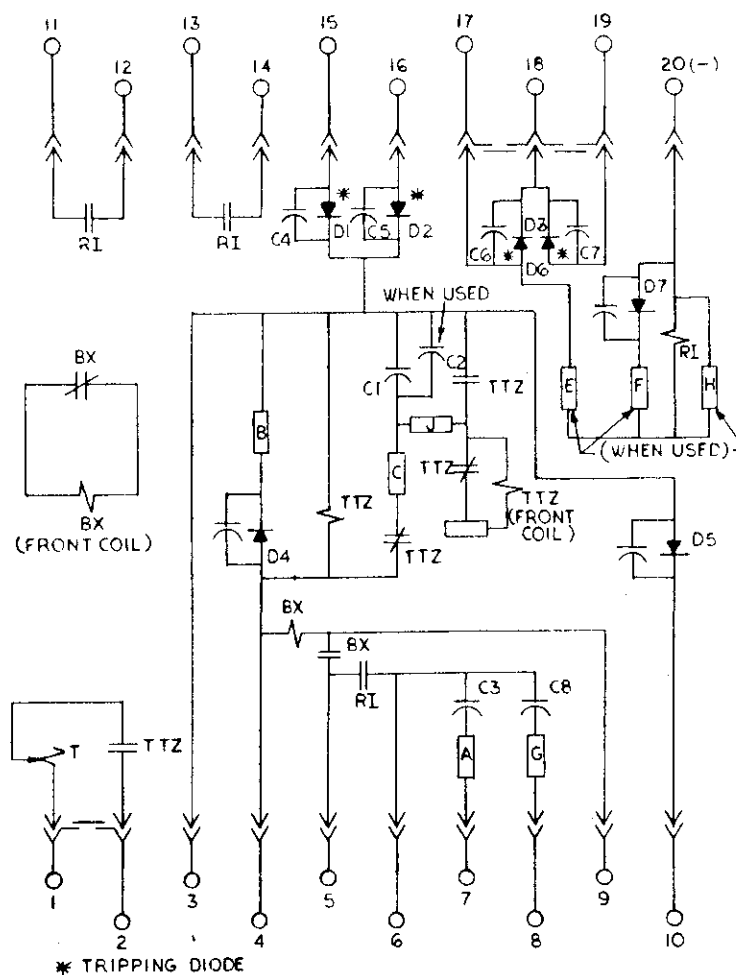 11
13
15
17
19
12
14
16
18
20(-)
RI
RI
C4
D1
C5
D2
C6
D3
D6
C7
D7
WHEN USED
BX
C1
C2
TTZ
E
F
RI
H
B
J
(WHEN USED)
C
TTZ
TTZ
TTZ
(FRONT
COIL)
BX
(FRONT COIL)
D4
TTZ
D5
BX
BX
RI
C3
C8
T
TTZ
A
G
1
3
5
7
9
2
4
6
8
10
* TRIPPING DIODE